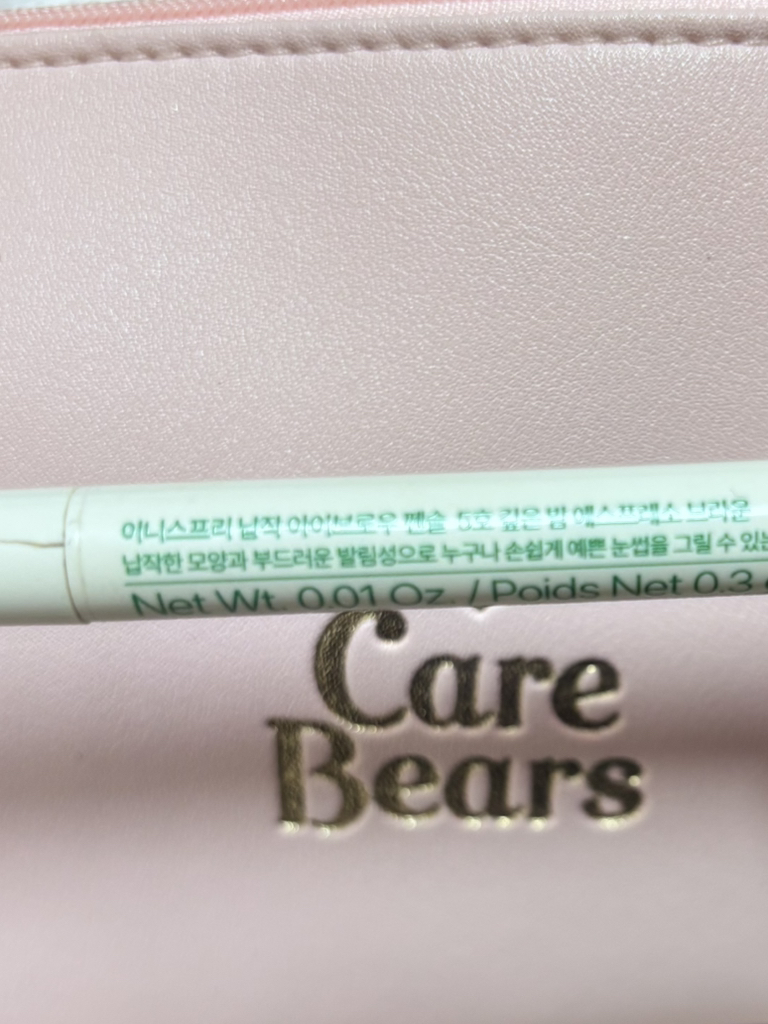 이니스프리 납작 아이브로우 펜슬 5호 깊은 밤 에스프레소 브라운
납작한 모양과 부드러운 발림성으로 누구나 손쉽게 예쁜 눈썹을 그릴 수 있는
Net Wt. 0.01 Oz. / Poids Net 0.3
Care
Bears